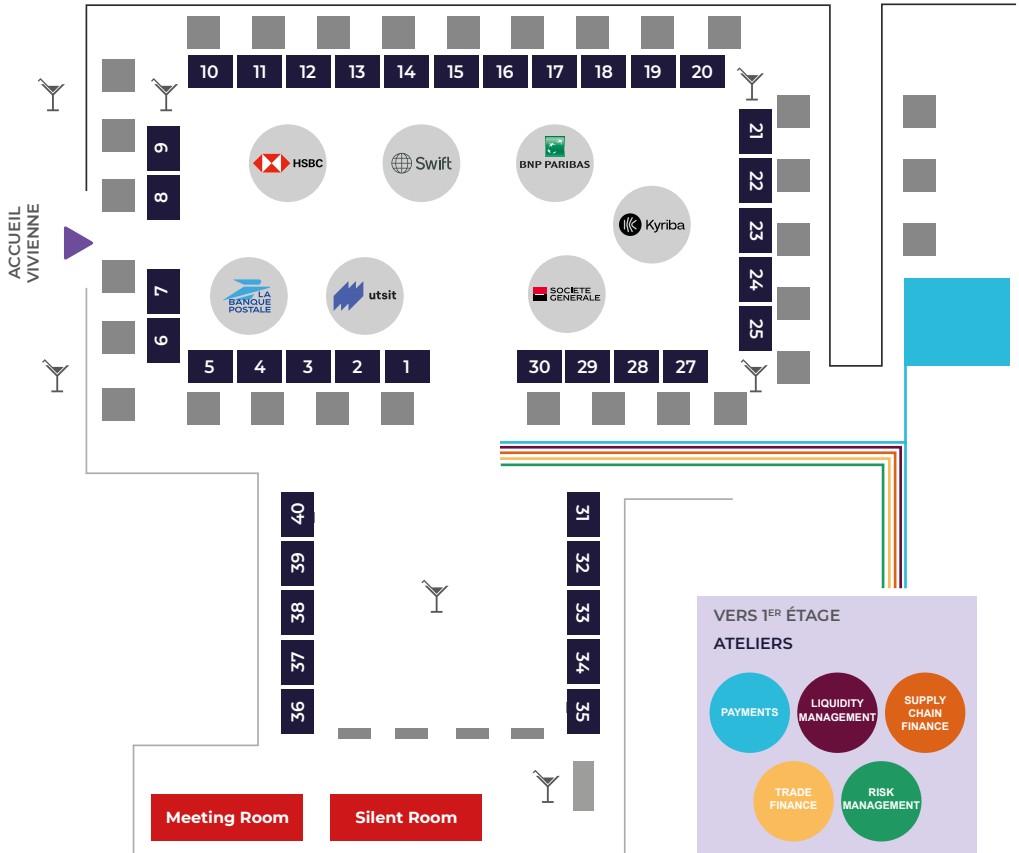 10 11 12 13 14 15 16 17 18 19 20
9
8
7
6
21
22
23
24
25
HSBC
Swift
BNP PARIBAS
Kyriba
ACCUEIL
VIVIENNE
LA
BANQUE
POSTALE
utsit
SOCIETE
GENERALE
5 4 3 2 1
30 29 28 27
40
39
38
37
36
31
32
33
34
35
VERS 1ER ÉTAGE
ATELIERS
PAYMENTS
LIQUIDITY
MANAGEMENT
SUPPLY
CHAIN
FINANCE
TRADE
FINANCE
RISK
MANAGEMENT
Meeting Room
Silent Room